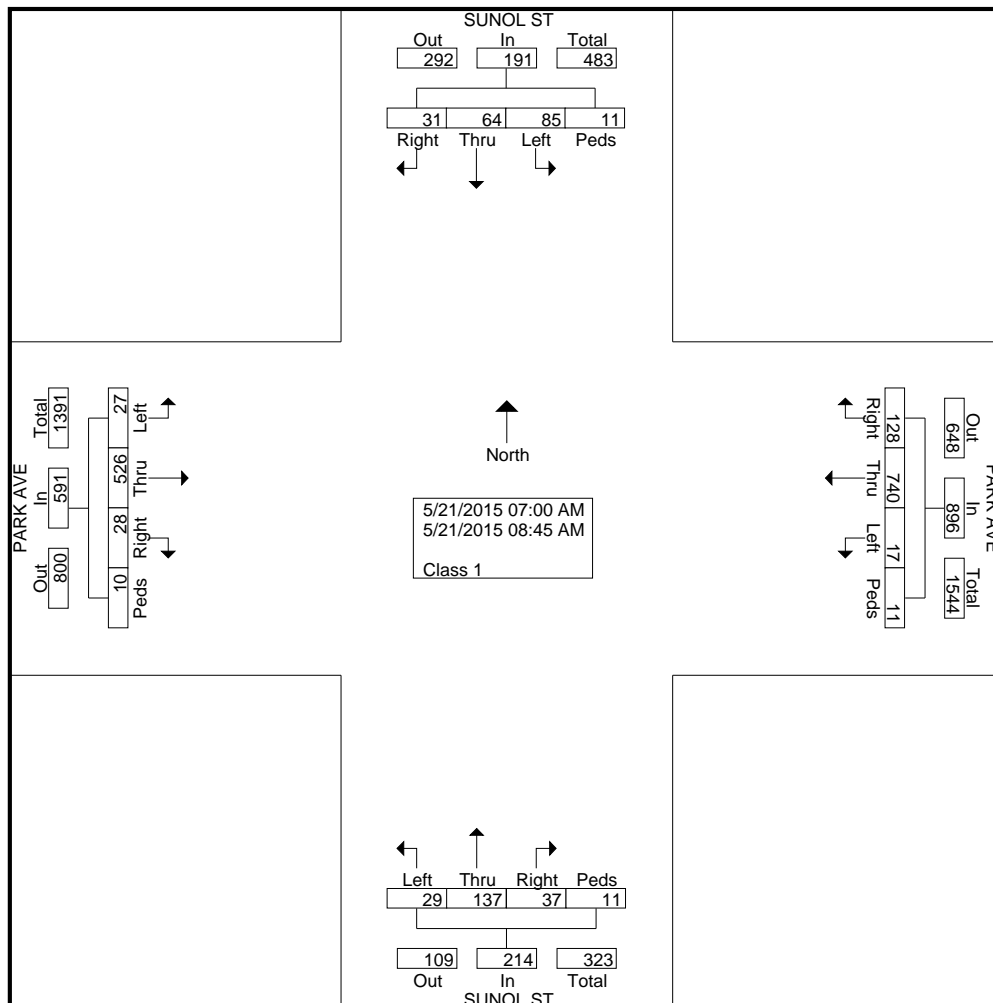 SUNOL ST
Out In Total
292 191 483
31 64 85 11
Right Thru Left Peds
PARK AVE
Total In Out
1391 591 800
27 526 28 10
Left Thru Right Peds
North
5/21/2015 07:00 AM
5/21/2015 08:45 AM
Class 1
Right Thru Left Peds
128 740 17 11
Out In Total
648 896 1544
PARK AVE
Left Thru Right Peds
29 137 37 11
109 214 323
Out In Total
SUNOL ST